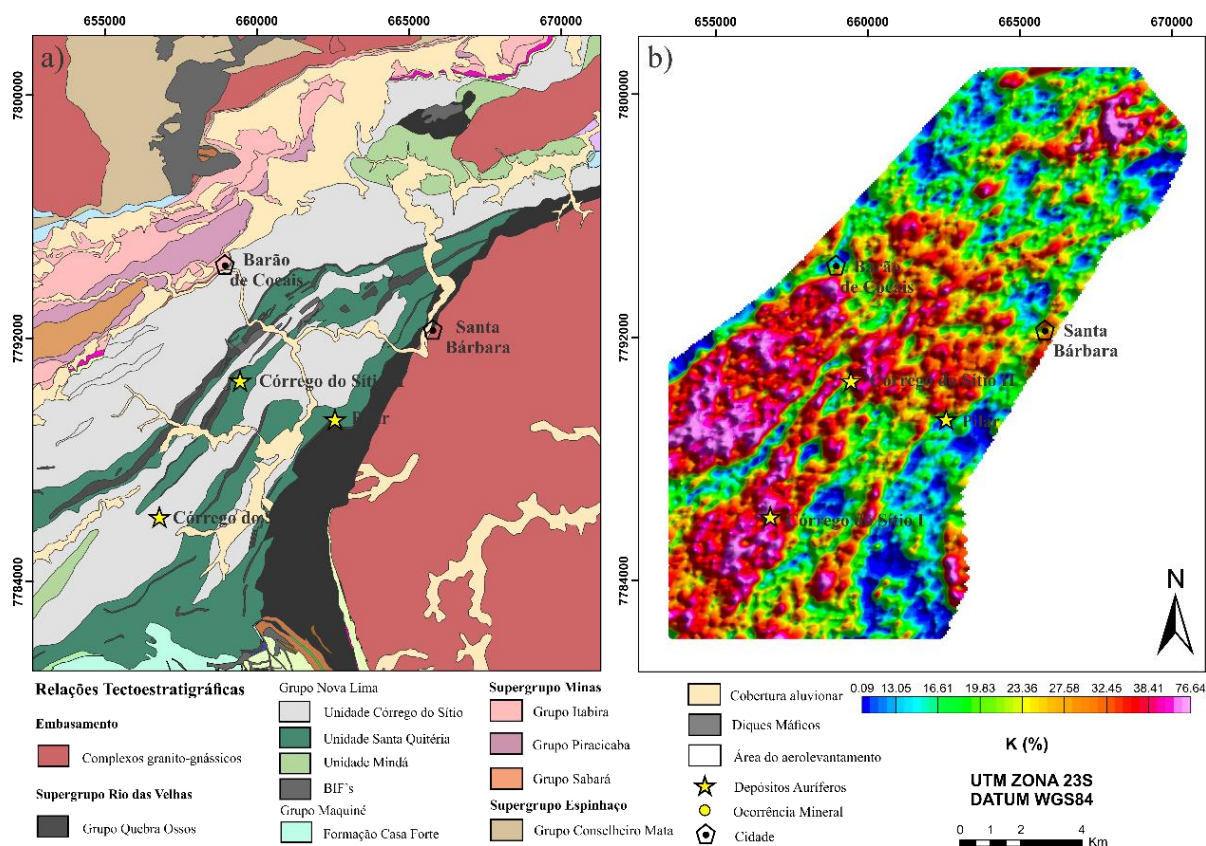 655000 660000 665000 670000
a)
7800000
7792000
7784000
Barão
de Cocais
Santa
Bárbara
Córrego do Sítio
Córrego do
655000 660000 665000 670000
b)
7800000
7792000
7784000
Barão
de Cocais
Santa
Bárbara
Córrego do Sítio II
Pilar
Córrego do Sítio I
N
Relações Tectoestratigráficas
Embasamento
Complexos granito-gnássicos
Supergrupo Rio das Velhas
Grupo Quebra Ossos
Grupo Nova Lima
Unidade Córrego do Sítio
Unidade Santa Quitéria
Unidade Mindá
BIF's
Grupo Maquiné
Formação Casa Forte
Supergrupo Minas
Grupo Itabira
Grupo Piracicaba
Grupo Sabará
Supergrupo Espinhaço
Grupo Conselheiro Mata
Cobertura aluvionar
Diques Máficos
Área do aerolevantamento
Depósitos Auríferos
Ocorrência Mineral
Cidade
0.09 13.05 16.61 19.83 23.36 27.58 32.45 38.41 76.64
K (%)
UTM ZONA 23S
DATUM WGS84
0 1 2 4
Km